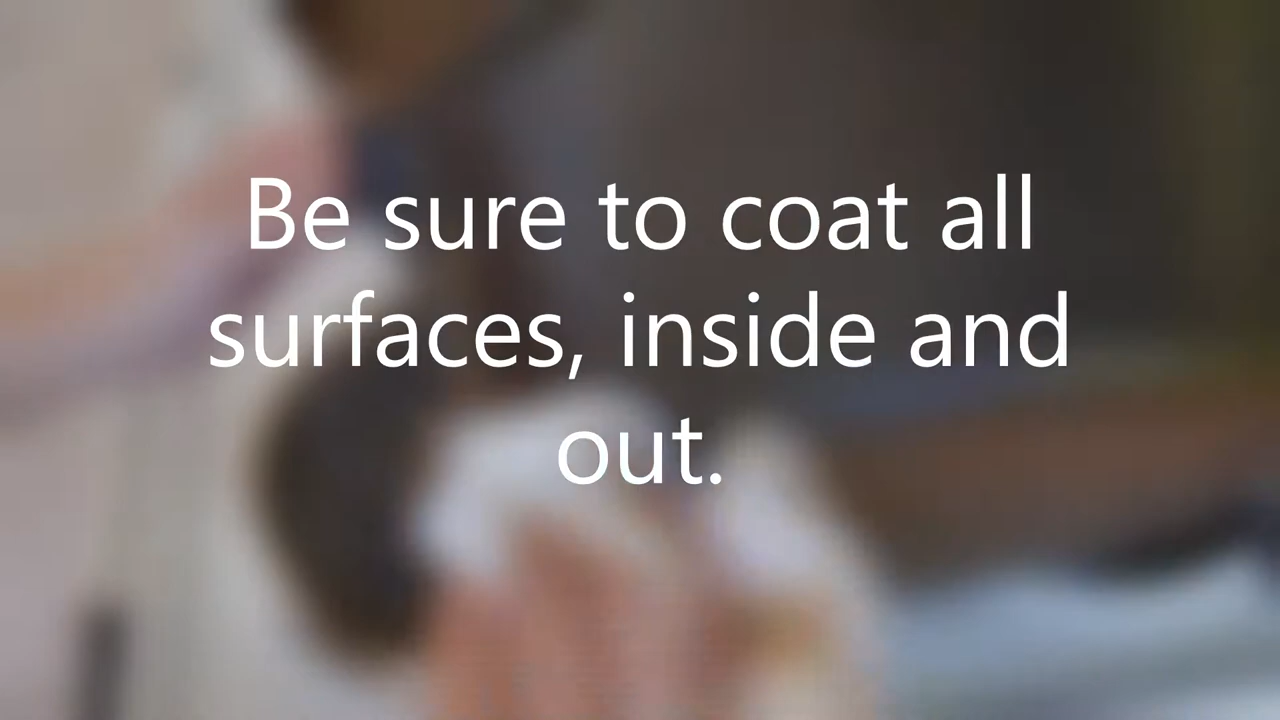 Be sure to coat all
surfaces, inside and
out.